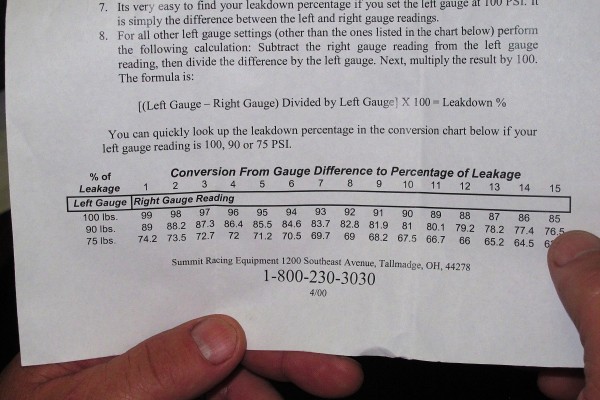 7. Its very easy to find your leakdown percentage if you set the left gauge at 100 PSI. It
is simply the difference between the left and right gauge readings.
8. For all other left gauge settings (other than the ones listed in the chart below) perform
the following calculation: Subtract the right gauge reading from the left gauge
reading, then divide the difference by the left gauge. Next, multiply the result by 100.
The formula is:
[(Left Gauge – Right Gauge) Divided by Left Gauge] X 100 = Leakdown %
You can quickly look up the leakdown percentage in the conversion chart below if your
left gauge reading is 100, 90 or 75 PSI.
% of Conversion From Gauge Difference to Percentage of Leakage
Leakage 1 2 3 4 5 6 7 8 9 10 11 12 13 14 15
Left Gauge Right Gauge Reading
100 lbs. 99 98 97 96 95 94 93 92 91 90 89 88 87 86 85
90 lbs. 89 88.2 87.3 86.4 85.5 84.6 83.7 82.8 81.9 81 80.1 79.2 78.2 77.4 76.5
75 lbs. 74.2 73.5 72.7 72 71.2 70.5 69.7 69 68.2 67.5 66.7 66 65.2 64.5
Summit Racing Equipment 1200 Southeast Avenue, Tallmadge, OH, 44278
1-800-230-3030
4/00